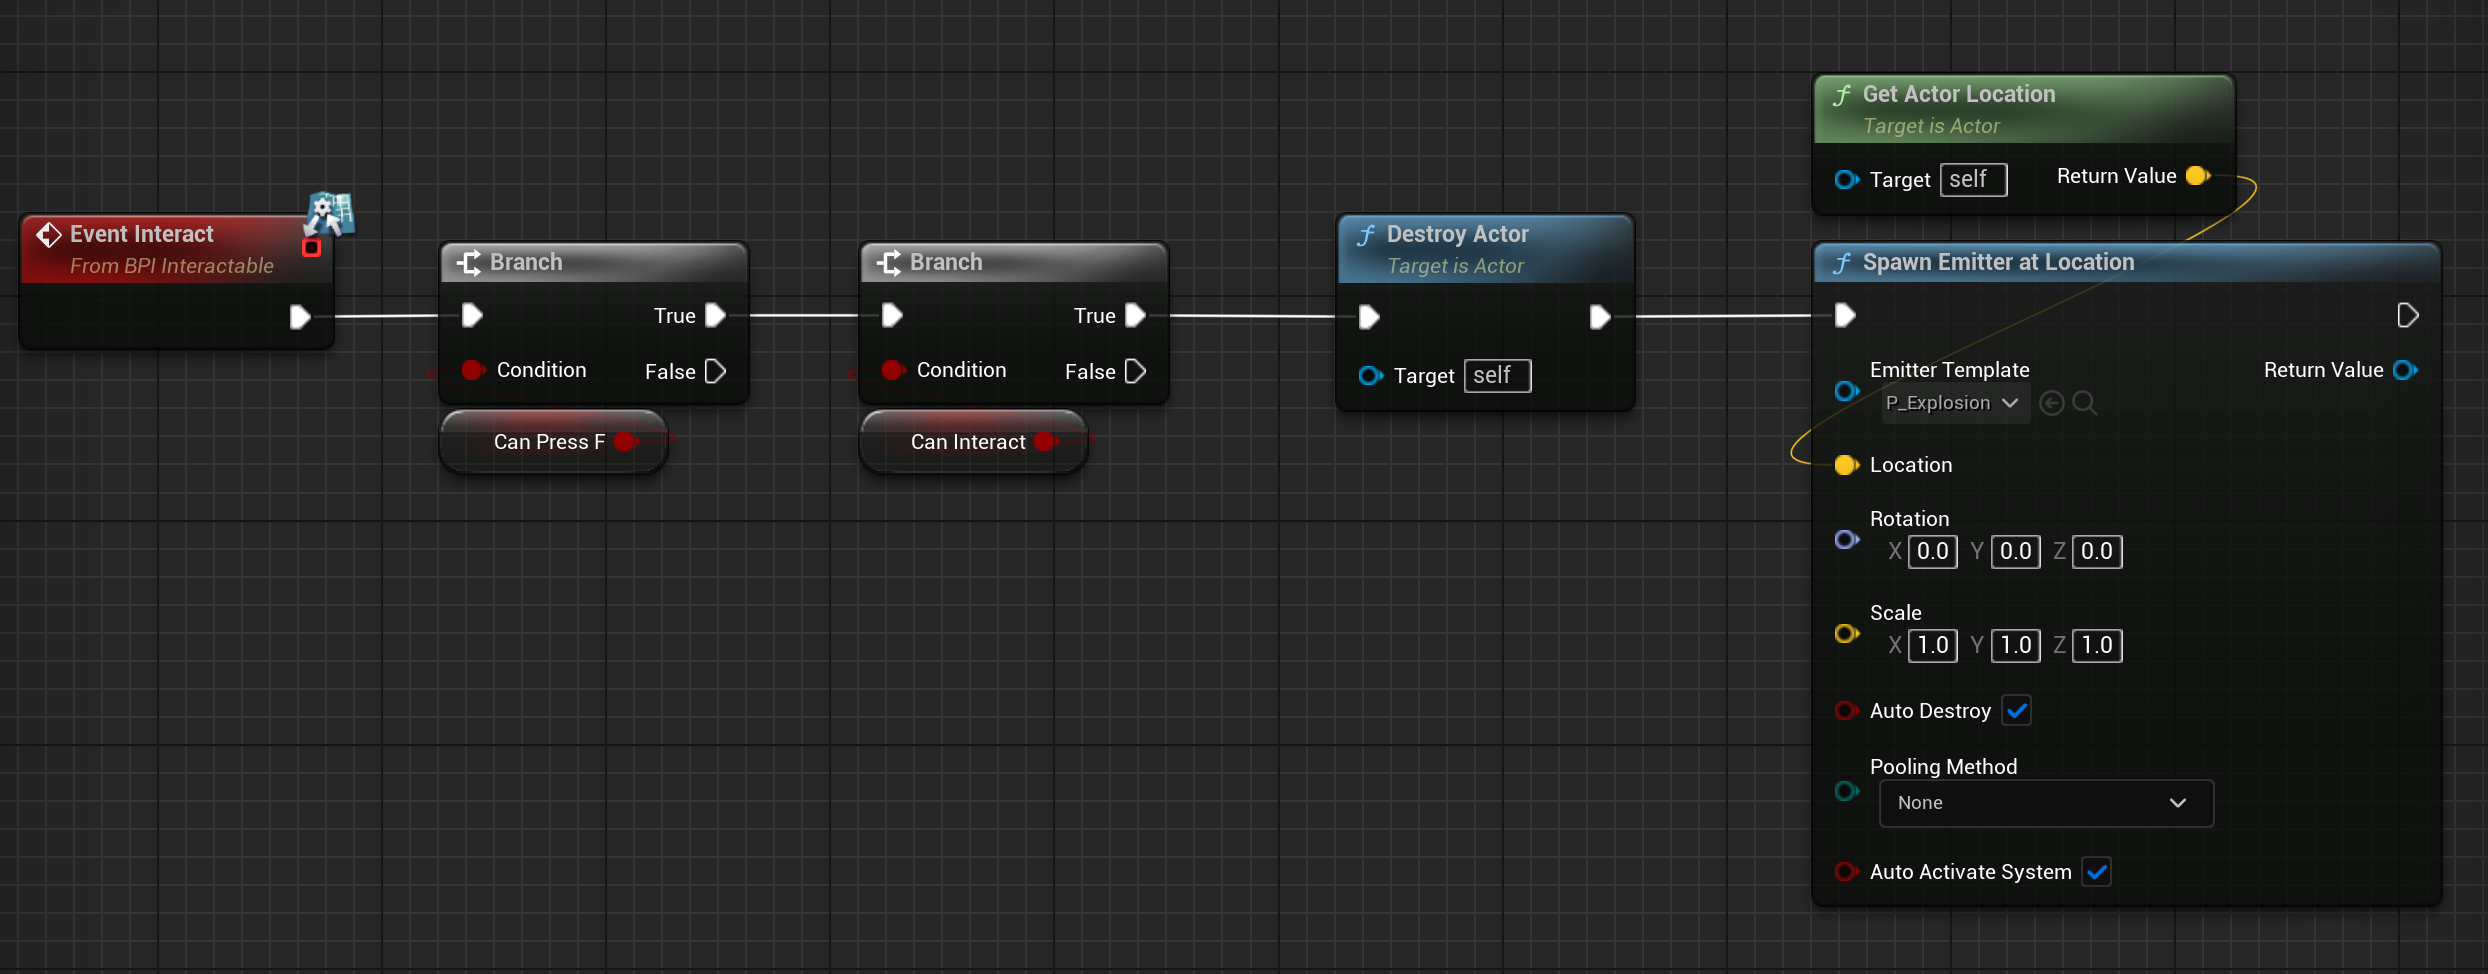 Event Interact
From BPI Interactable
Branch
True
Condition
False
Can Press F
Branch
True
Condition
False
Can Interact
Destroy Actor
Target is Actor
Target self
Get Actor Location
Target is Actor
Target self Return Value
Spawn Emitter at Location
Emitter Template
Return Value
P_Explosion
Location
Rotation
X 0.0 Y 0.0 Z 0.0
Scale
X 1.0 Y 1.0 Z 1.0
Auto Destroy
Pooling Method
None
Auto Activate System